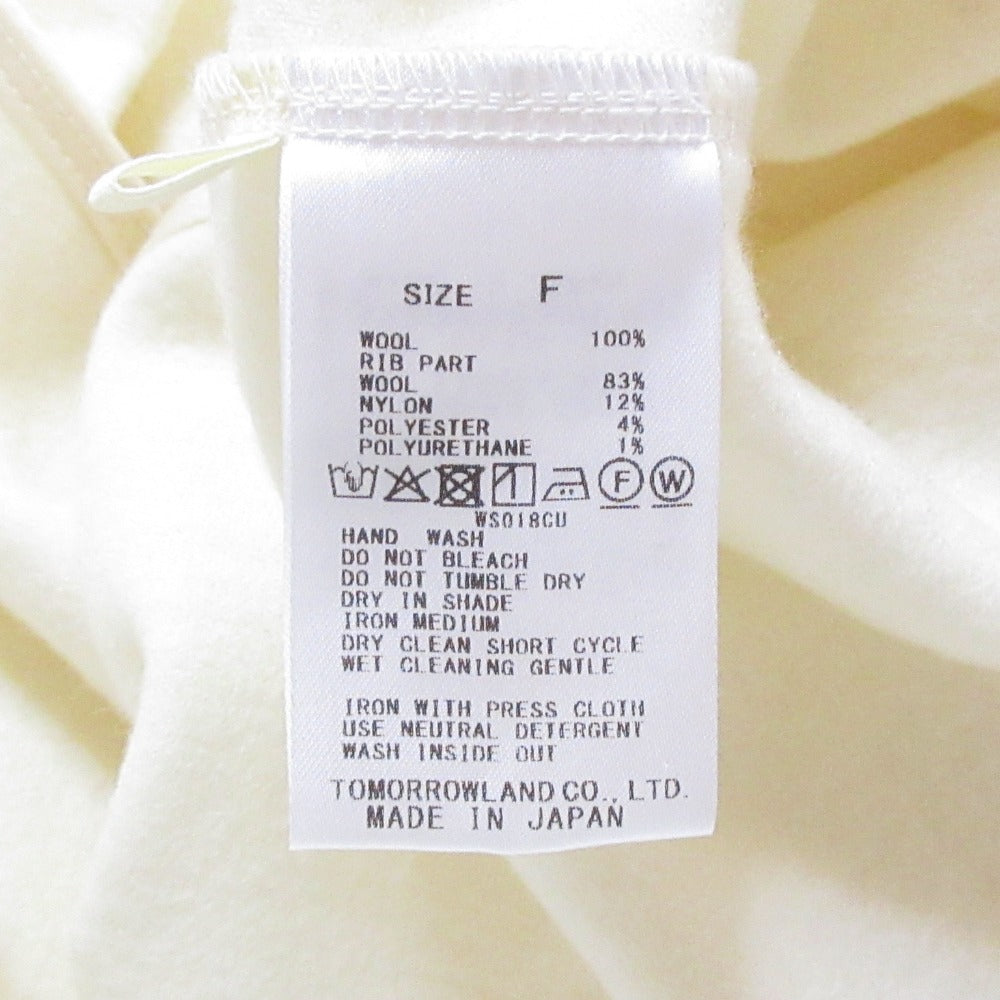 SIZE F
WOOL 100%
RIB PART
WOOL 83%
NYLON 12%
POLYESTER 4%
POLYURETHANE 1%
F W
WS018CU
HAND WASH
DO NOT BLEACH
DO NOT TUMBLE DRY
DRY IN SHADE
IRON MEDIUM
DRY CLEAN SHORT CYCLE
WET CLEANING GENTLE
IRON WITH PRESS CLOTH
USE NEUTRAL DETERGENT
WASH INSIDE OUT
TOMORROWLAND CO., LTD.
MADE IN JAPAN